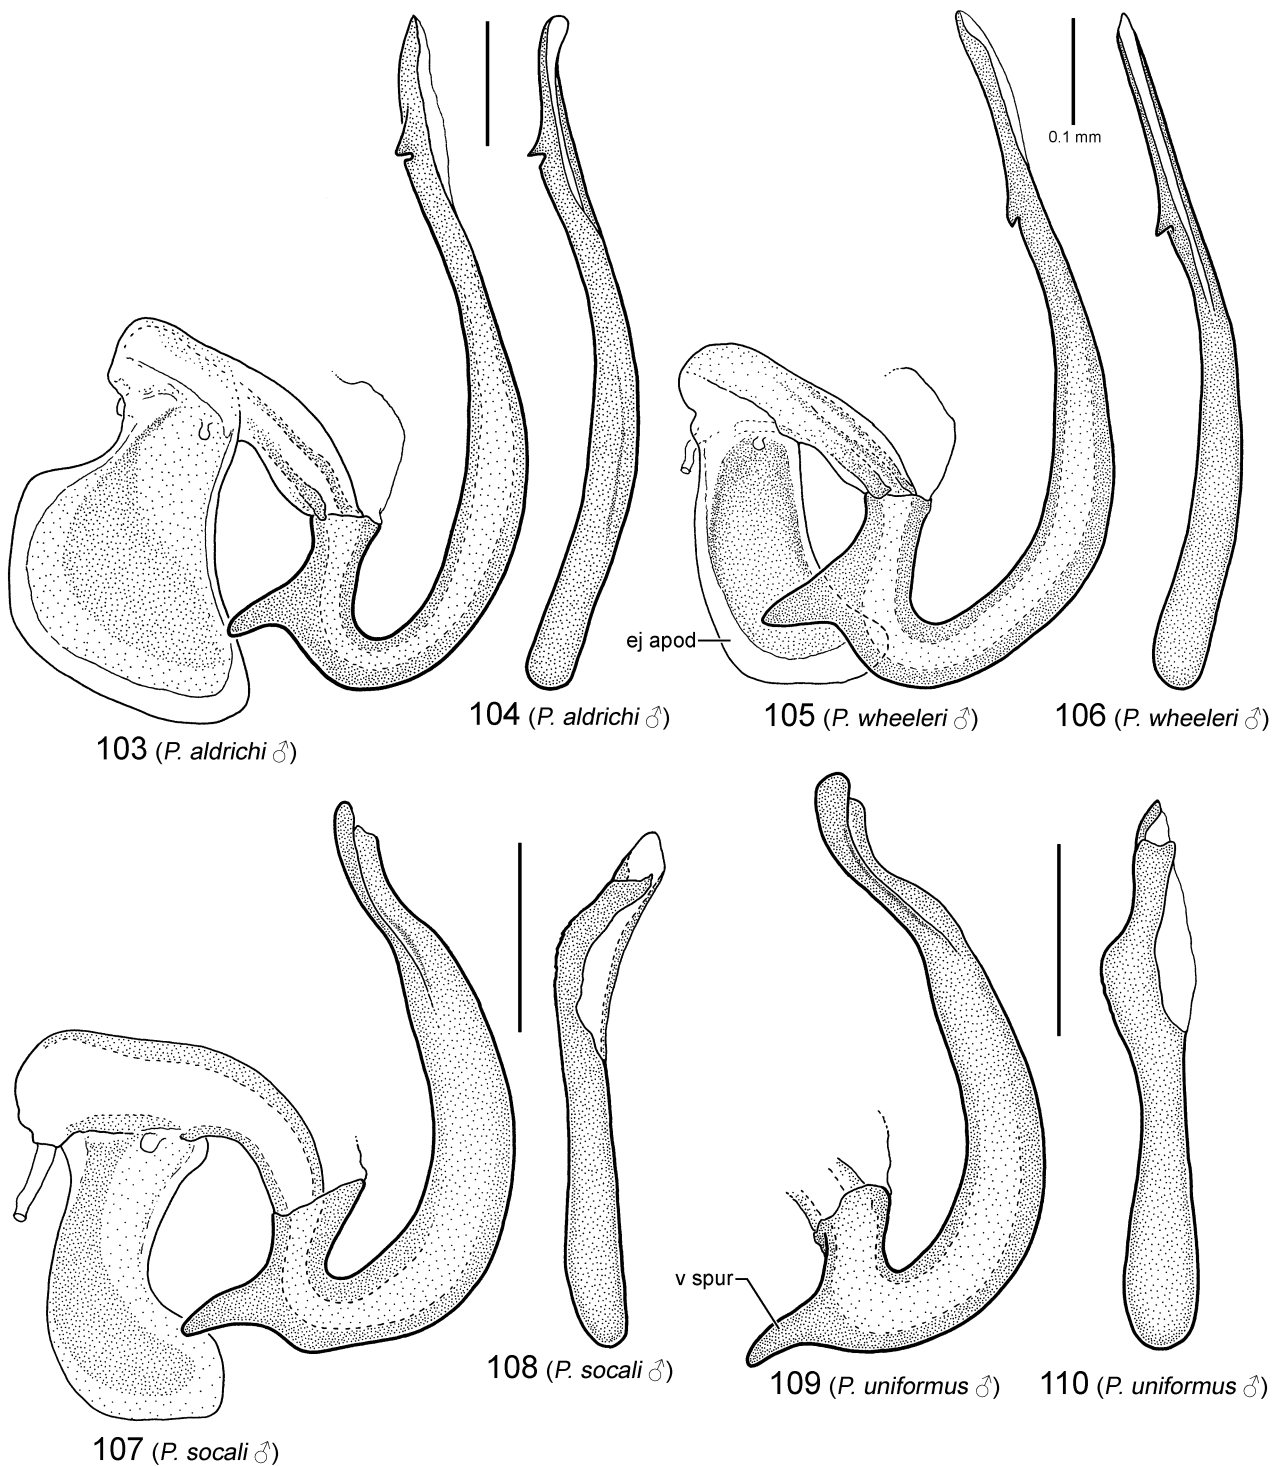 0.1 mm
ej apod
104 (P. aldrichi ♂)
105 (P. wheeleri ♂)
106 (P. wheeleri ♂)
103 (P. aldrichi ♂)
v spur
108 (P. socali ♂)
109 (P. uniformus ♂)
110 (P. uniformus ♂)
107 (P. socali ♂)